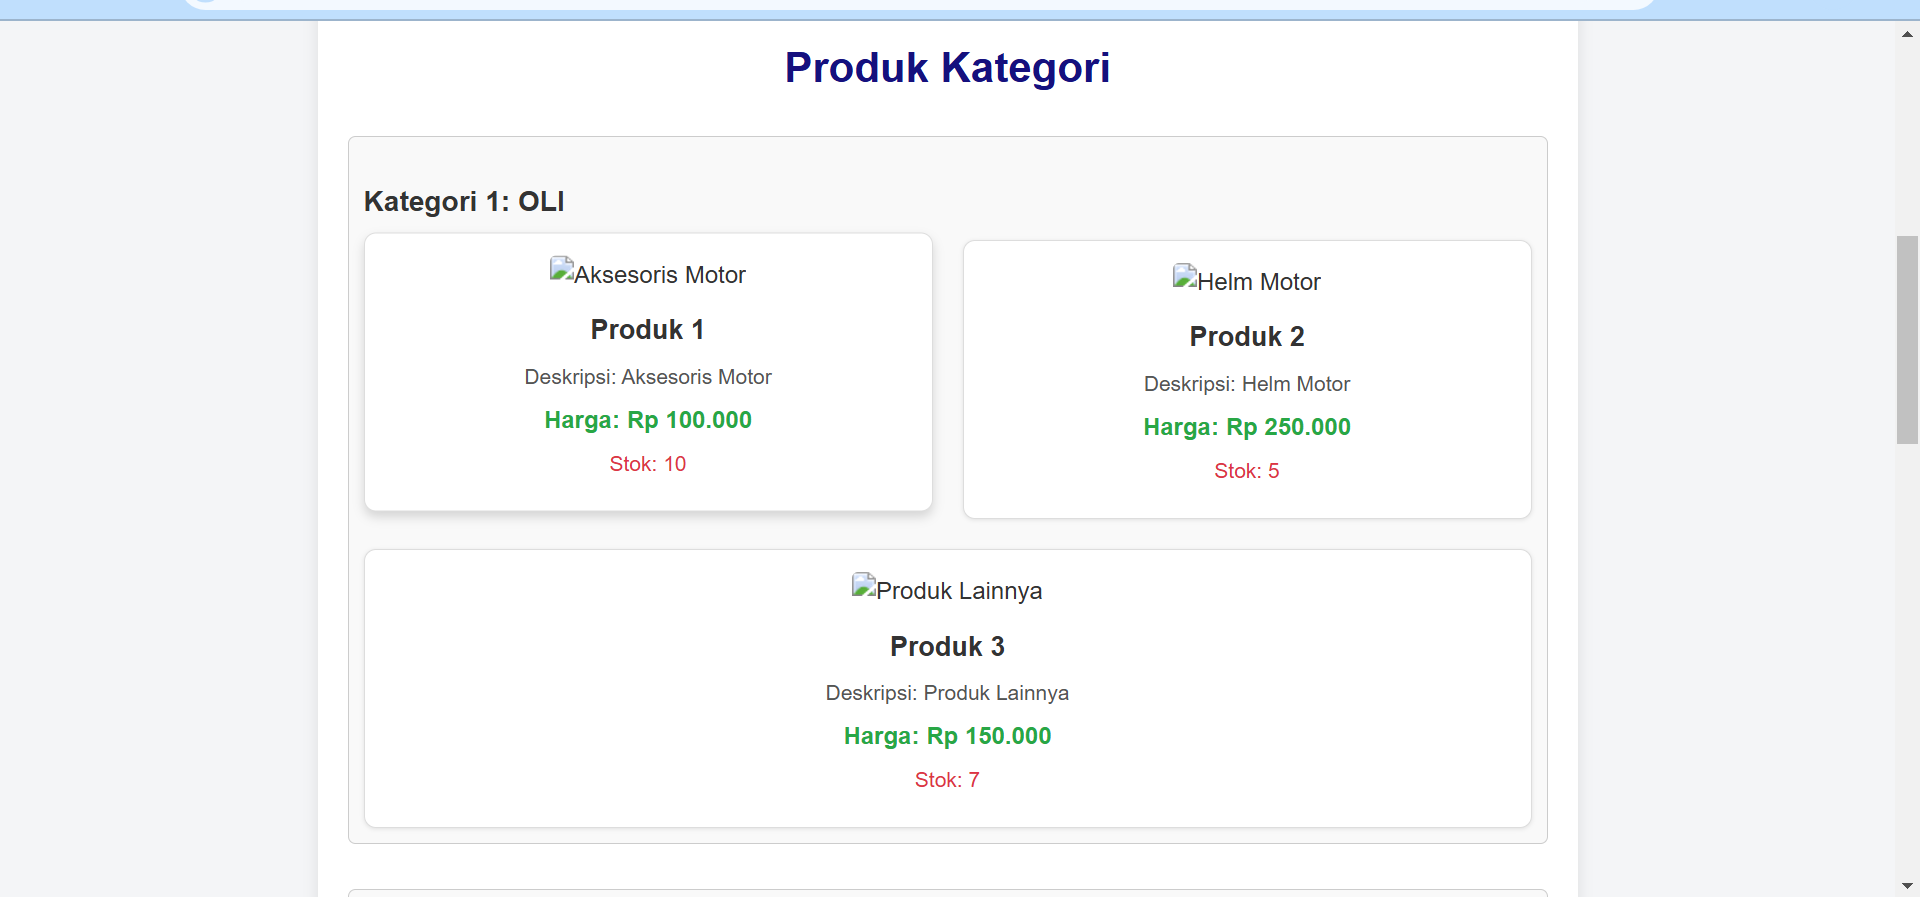 Produk Kategori
Kategori 1: OLI
Aksesoris Motor
Produk 1
Deskripsi: Aksesoris Motor
Harga: Rp 100.000
Stok: 10
Helm Motor
Produk 2
Deskripsi: Helm Motor
Harga: Rp 250.000
Stok: 5
Produk Lainnya
Produk 3
Deskripsi: Produk Lainnya
Harga: Rp 150.000
Stok: 7